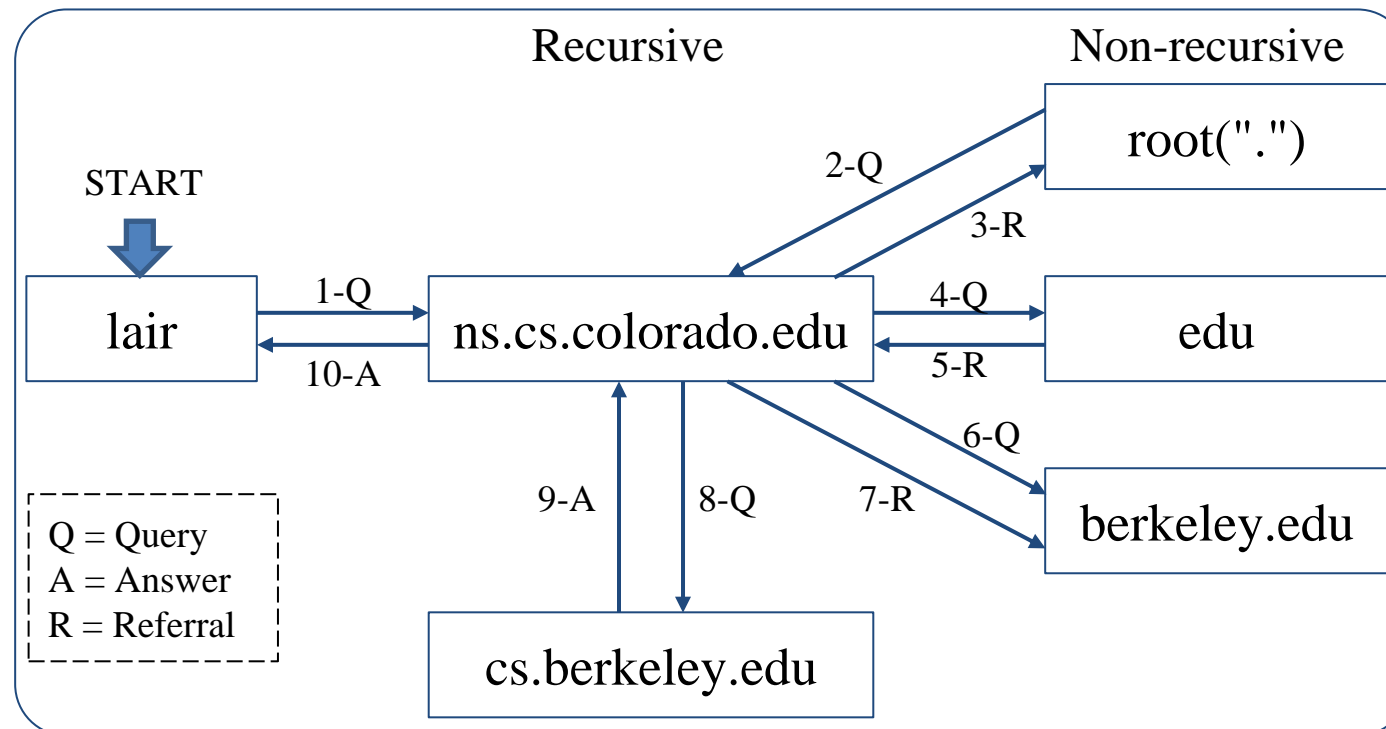 Recursive
Non-recursive
root(".")
2-Q
START
3-R
1-Q
4-Q
lair
ns.cs.colorado.edu
edu
10-A
5-R
6-Q
9-A
8-Q
7-R
Q = Query
A = Answer
R = Referral
berkeley.edu
cs.berkeley.edu